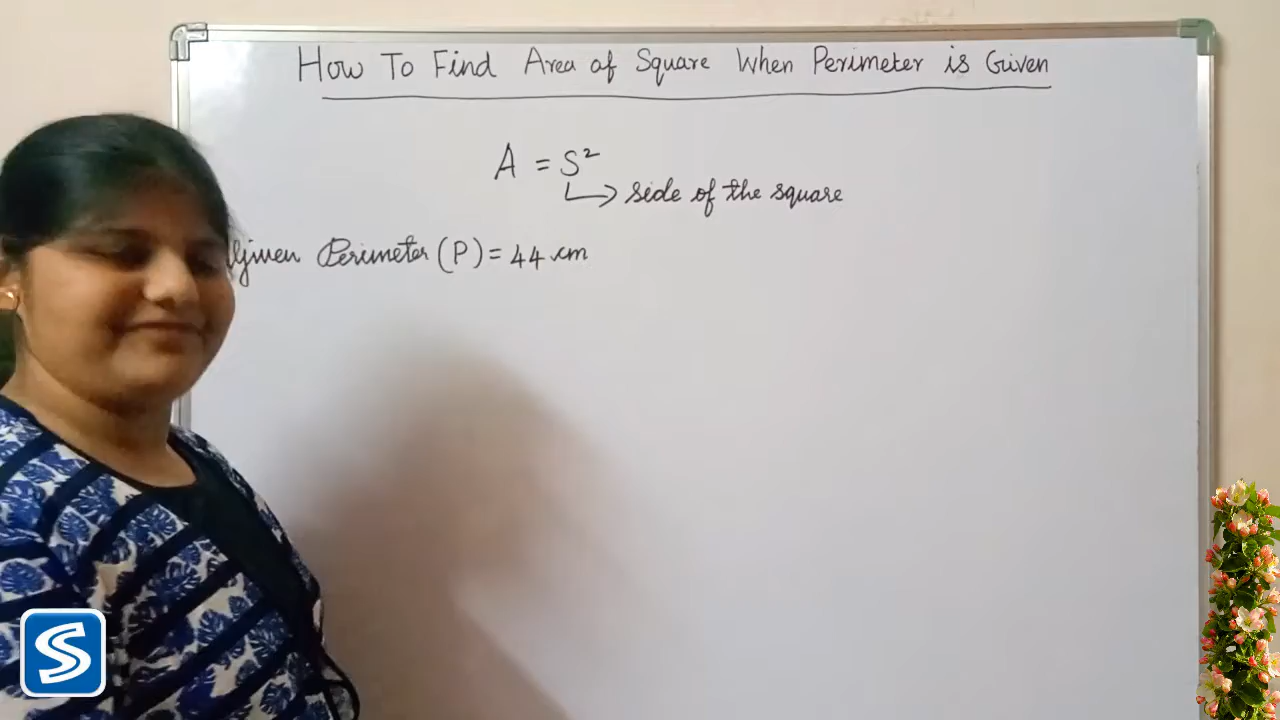 How To Find Area of Square When Perimeter is Given
A = S²
side of the square
Given Perimeter (P) = 44 cm
S